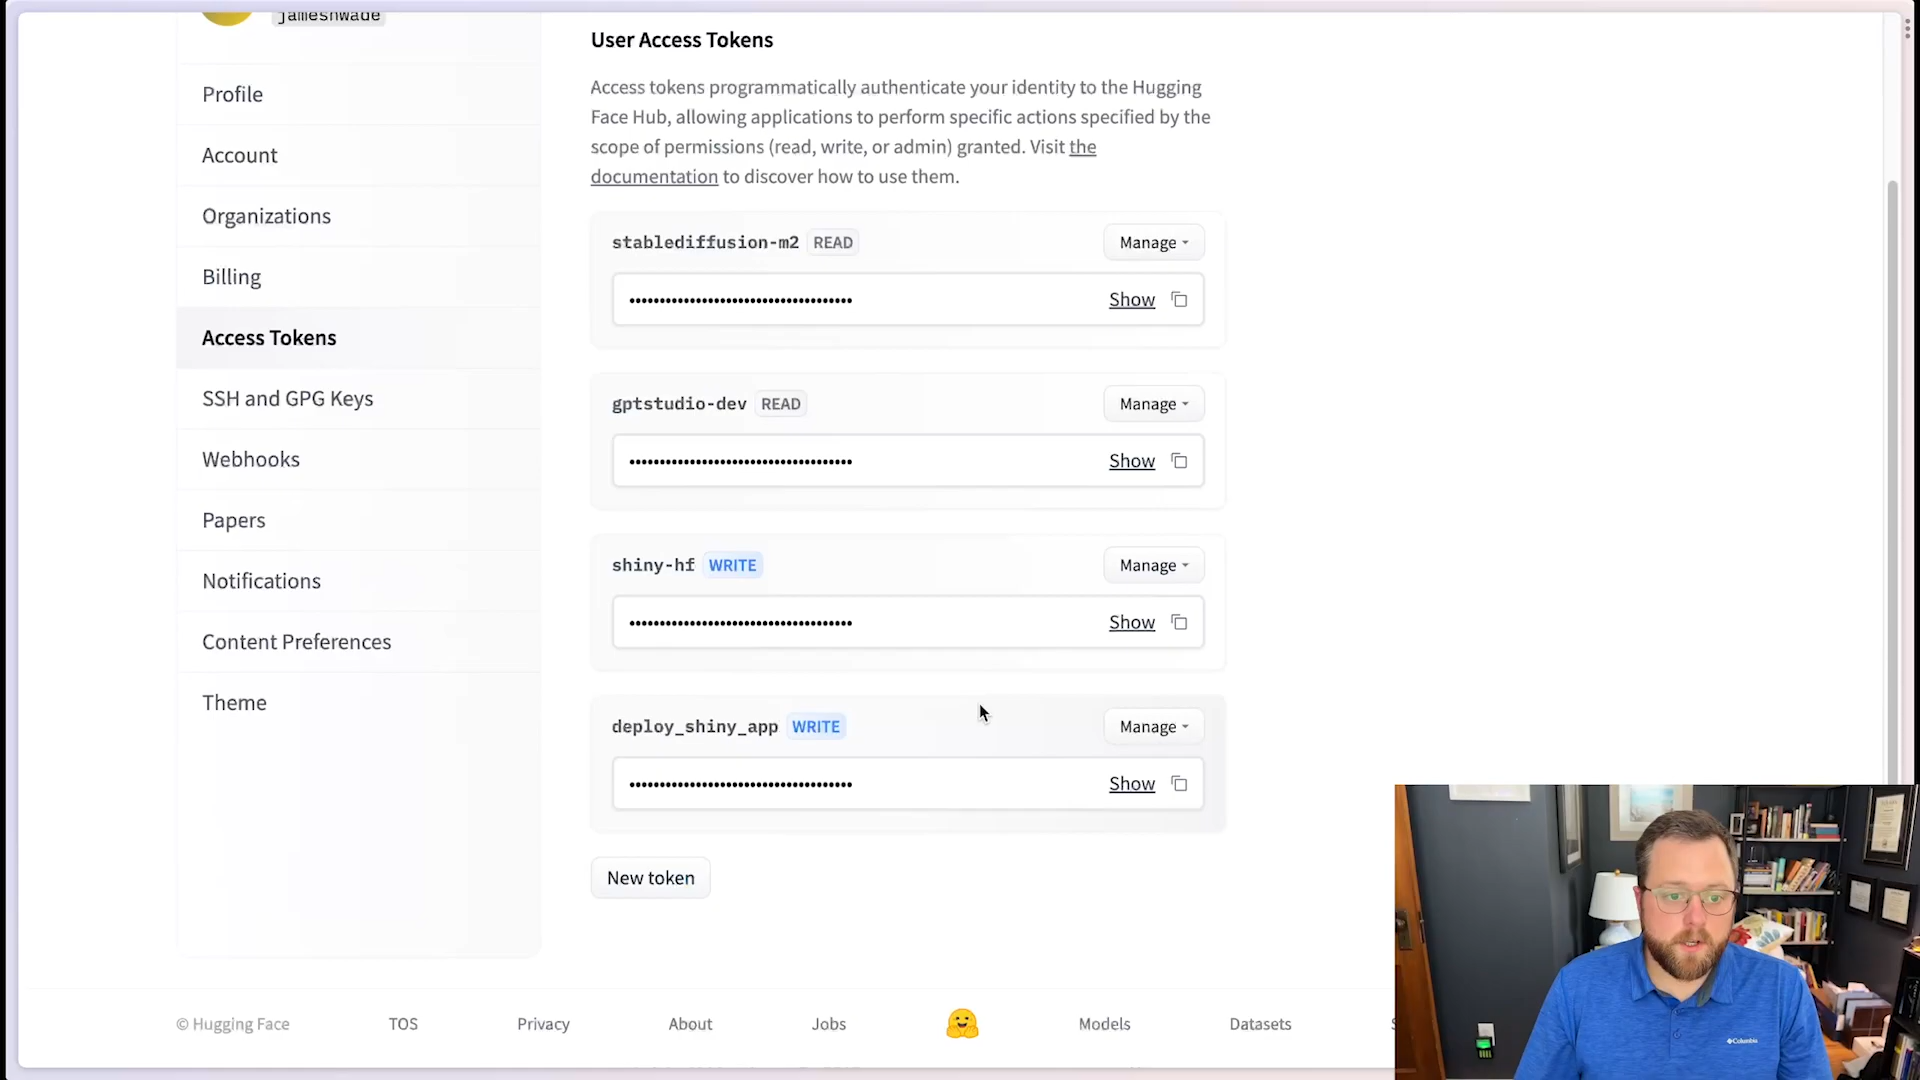 jameshwade
Profile
Account
Organizations
Billing
Access Tokens
SSH and GPG Keys
Webhooks
Papers
Notifications
Content Preferences
Theme
User Access Tokens
Access tokens programmatically authenticate your identity to the Hugging
Face Hub, allowing applications to perform specific actions specified by the
scope of permissions (read, write, or admin) granted. Visit the
documentation to discover how to use them.
stablediffusion-m2 READ Manage
•••••••••••••••••••••••••••••••••••••  Show
gptstudio-dev READ Manage
•••••••••••••••••••••••••••••••••••••  Show
shiny-hf WRITE Manage
•••••••••••••••••••••••••••••••••••••  Show
deploy_shiny_app WRITE Manage
•••••••••••••••••••••••••••••••••••••  Show
New token
© Hugging Face TOS Privacy About Jobs Models Datasets
Columbia